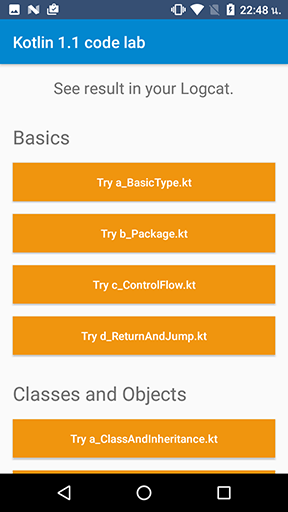 22:48 น.
Kotlin 1.1 code lab
See result in your Logcat.
Basics
Try a_BasicType.kt
Try b_Package.kt
Try c_ControlFlow.kt
Try d_ReturnAndJump.kt
Classes and Objects
Try a_ClassAndInheritance.kt